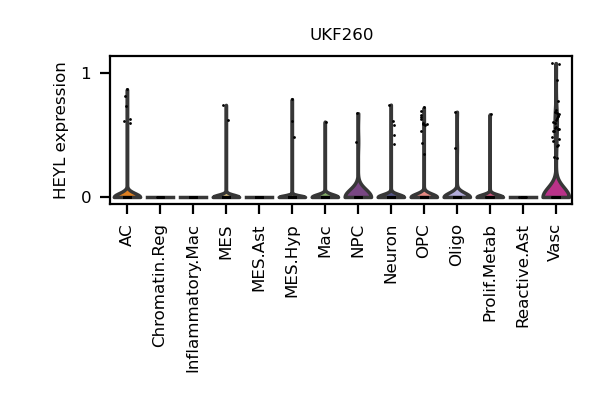 UKF260
HEYL expression
1
0
AC
Chromatin.Reg
Inflammatory.Mac
MES
MES.Ast
MES.Hyp
Mac
NPC
Neuron
OPC
Oligo
Prolif.Metab
Reactive.Ast
Vasc